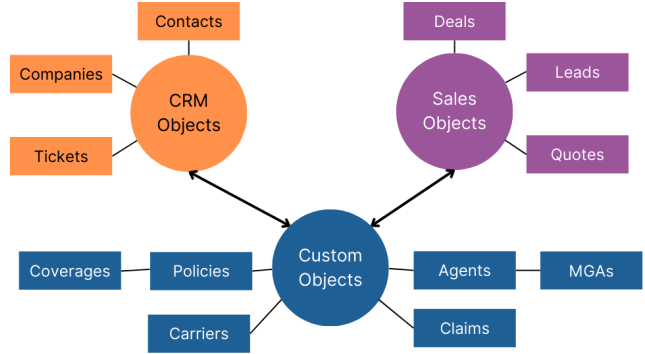 Contacts
Deals
Companies
Leads
CRM
Objects
Sales
Objects
Tickets
Quotes
Custom
Objects
Coverages
Policies
Agents
MGAs
Carriers
Claims